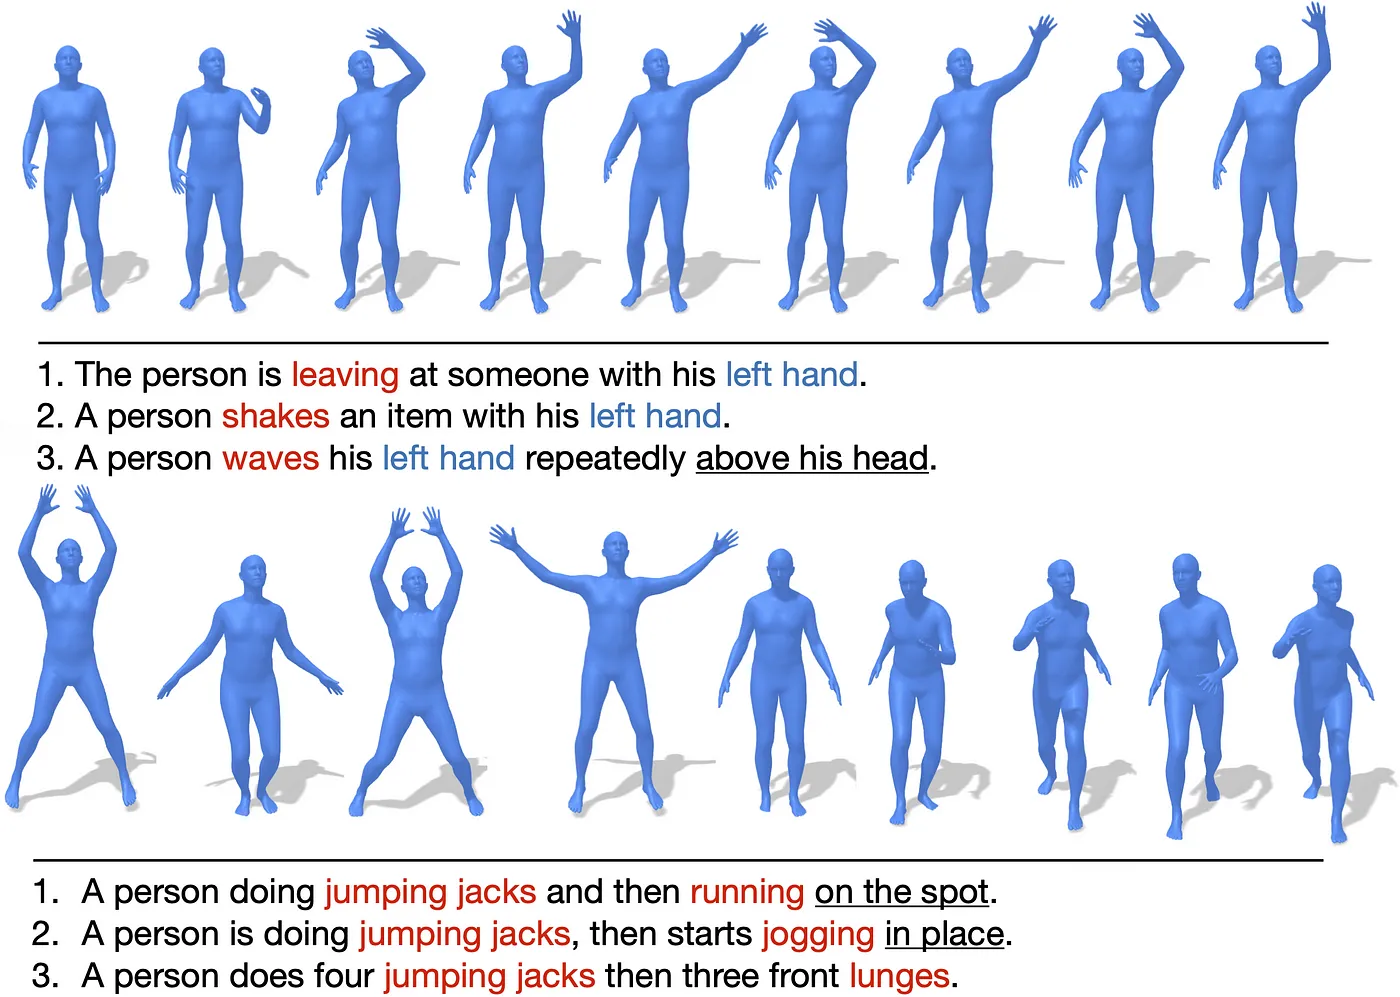 1. The person is leaving at someone with his left hand.
2. A person shakes an item with his left hand.
3. A person waves his left hand repeatedly above his head.
1. A person doing jumping jacks and then running on the spot.
2. A person is doing jumping jacks, then starts jogging in place.
3. A person does four jumping jacks then three front lunges.